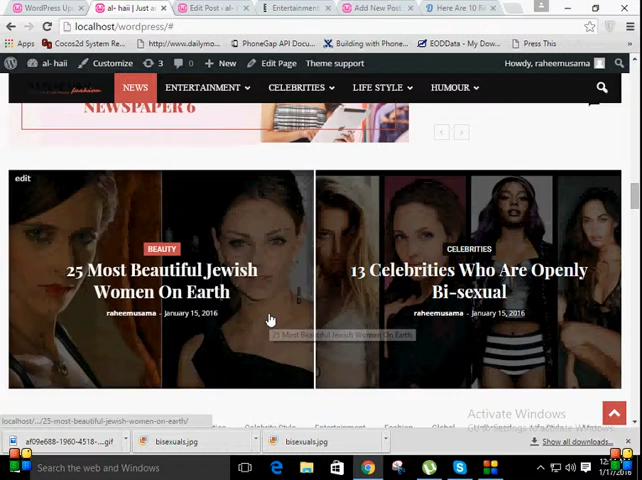 WordPress Up
al- haii | Just a
Edit Post ‹ al-
Entertainment
Add New Post
Here Are 10 R
localhost/wordpress/#
Apps
Cocos2d System Re...
http://www.dailymo...
PhoneGap API Docu...
Building with Phone...
EODData - My Dow...
Press This
al-haii
Customize
3
0
New
Edit Page
Theme support
Howdy, raheemusama
fashion
NEWS
ENTERTAINMENT
CELEBRITIES
LIFE STYLE
HUMOUR
NEWSPAPER 6
edit
BEAUTY
25 Most Beautiful Jewish
Women On Earth
raheemusama - January 15, 2016
25 Most Beautiful Jewish Women On Earth
CELEBRITIES
13 Celebrities Who Are Openly
Bi-sexual
raheemusama - January 15, 2016
Activate Windows
localhost/.../25-most-beautiful-jewish-women-on-earth/
af09e688-1960-4518-....gif
bisexuals.jpg
bisexuals.jpg
Show all downloads...
Search the web and Windows
1/17/2016